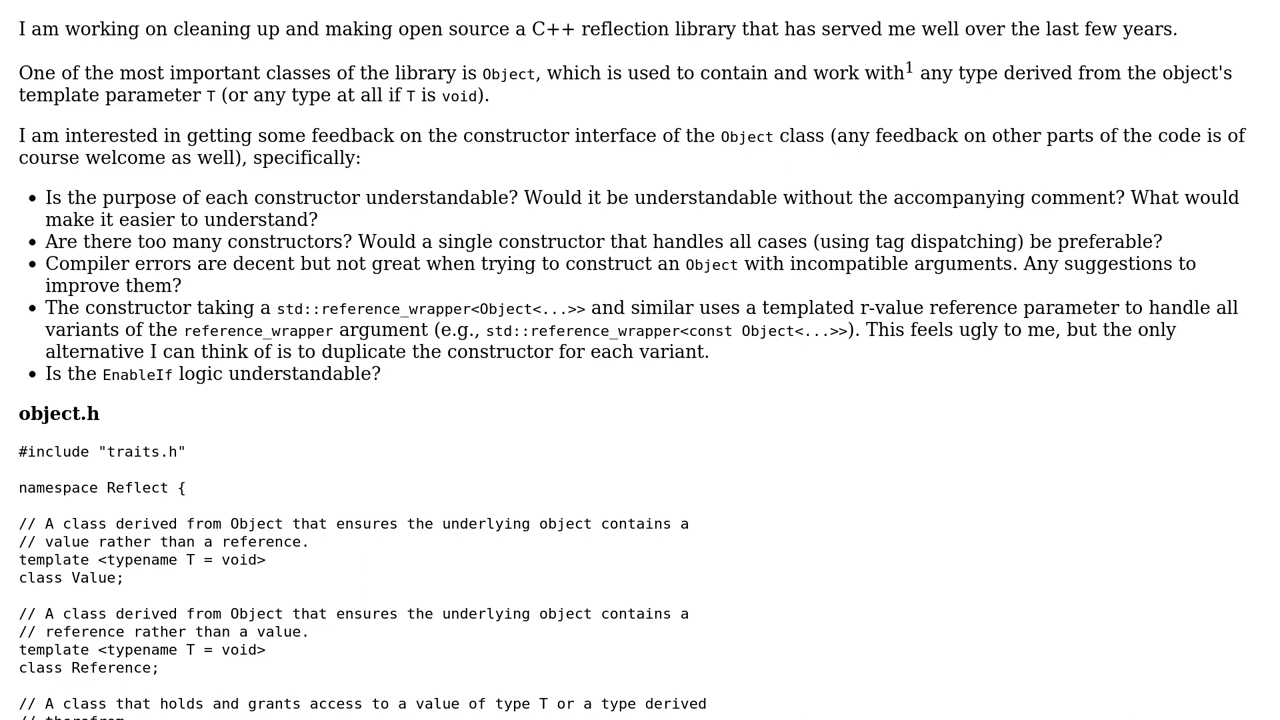 I am working on cleaning up and making open source a C++ reflection library that has served me well over the last few years.
One of the most important classes of the library is Object, which is used to contain and work with1 any type derived from the object's
template parameter T (or any type at all if T is void).
I am interested in getting some feedback on the constructor interface of the Object class (any feedback on other parts of the code is of
course welcome as well), specifically:
• Is the purpose of each constructor understandable? Would it be understandable without the accompanying comment? What would
make it easier to understand?
• Are there too many constructors? Would a single constructor that handles all cases (using tag dispatching) be preferable?
• Compiler errors are decent but not great when trying to construct an Object with incompatible arguments. Any suggestions to
improve them?
• The constructor taking a std::reference_wrapper<Object<...>> and similar uses a templated r-value reference parameter to handle all
variants of the reference_wrapper argument (e.g., std::reference_wrapper<const Object<...>>). This feels ugly to me, but the only
alternative I can think of is to duplicate the constructor for each variant.
• Is the EnableIf logic understandable?
object.h
#include "traits.h"
namespace Reflect {
// A class derived from Object that ensures the underlying object contains a
// value rather than a reference.
template <typename T = void>
class Value;
// A class derived from Object that ensures the underlying object contains a
// reference rather than a value.
template <typename T = void>
class Reference;
// A class that holds and grants access to a value of type T or a type derived
// therefrom.